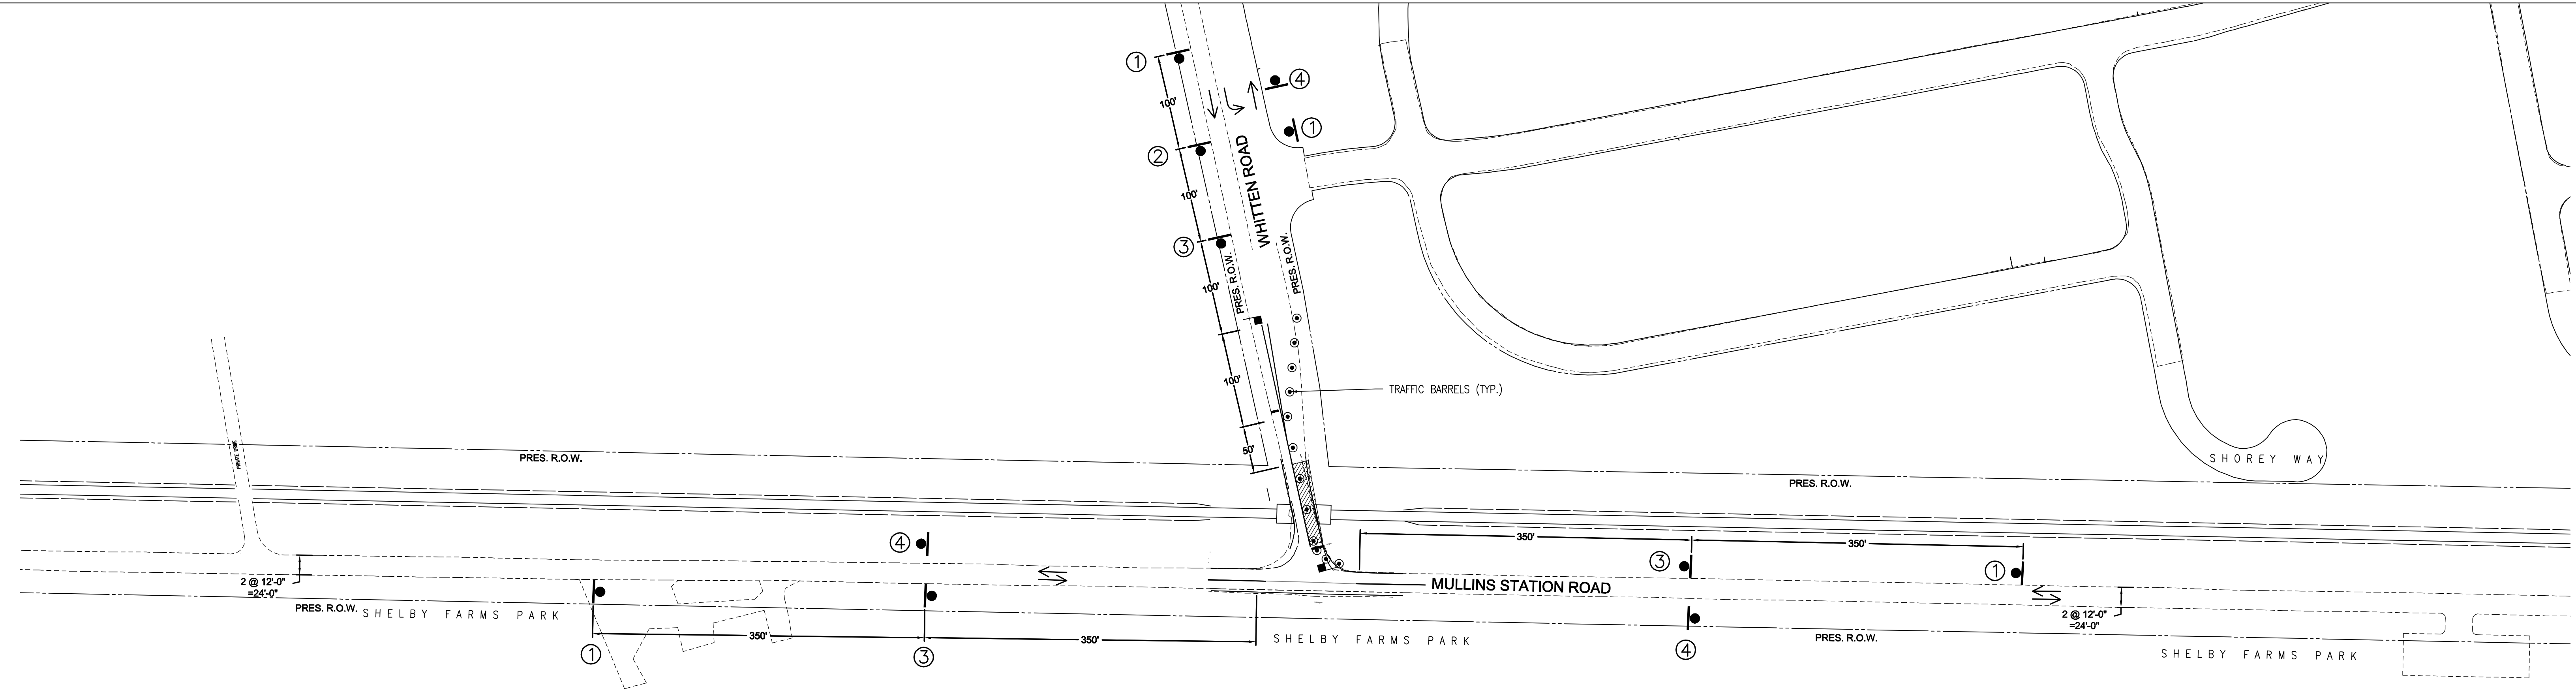 ①
④
100'
①
②
100'
WHITTEN ROAD
③
PRES. R.O.W.
PRES. R.O.W.
100'
TRAFFIC BARRELS (TYP.)
100'
50'
PRES. R.O.W.
SHOREY WAY
PRES. R.O.W.
④
350'
③
350'
①
2 @ 12'-0"
=24'-0"
MULLINS STATION ROAD
PRES. R.O.W.
SHELBY FARMS PARK
2 @ 12'-0"
=24'-0"
350'
350'
SHELBY FARMS PARK
PRES. R.O.W.
①
③
④
SHELBY FARMS PARK